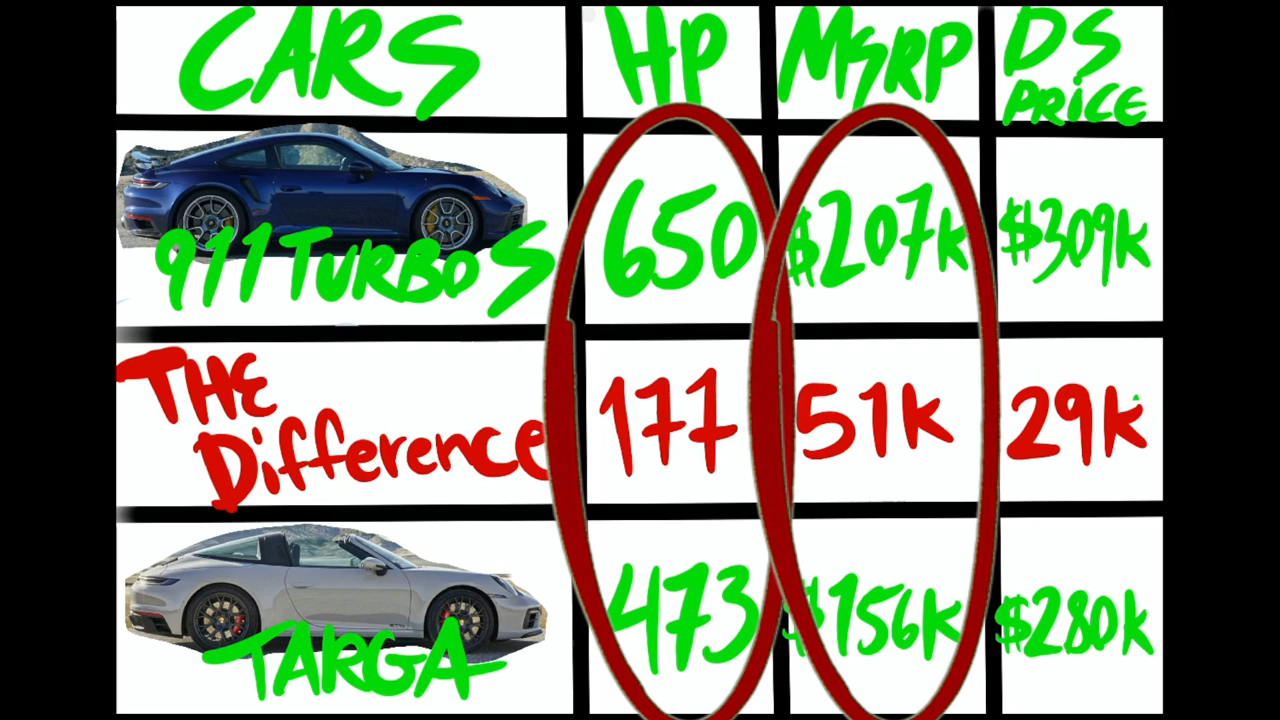 CARS HP MSRP DS PRICE
911 TURBO S 650 $207K $309K
THE Difference 177 51K 29K
TARGA 473 $156K $280K